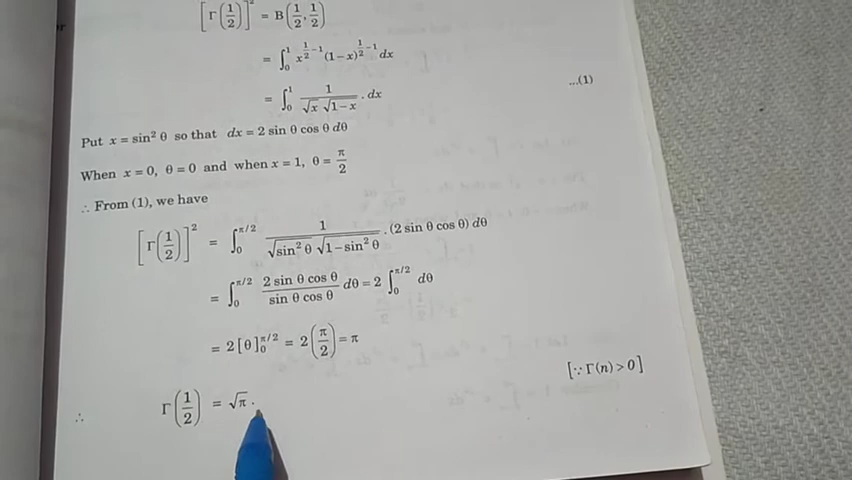 [Γ(1/2)]² = B(1/2, 1/2)
= ∫₀¹ x^(1/2 − 1) (1−x)^(1/2 − 1) dx
= ∫₀¹ 1/(√x √(1−x)) . dx ...(1)
Put x = sin² θ so that dx = 2 sin θ cos θ dθ
When x = 0, θ = 0 and when x = 1, θ = π/2
∴ From (1), we have
[Γ(1/2)]² = ∫₀^(π/2) 1/(√(sin² θ) √(1−sin² θ)) . (2 sin θ cos θ) dθ
= ∫₀^(π/2) (2 sin θ cos θ)/(sin θ cos θ) dθ = 2 ∫₀^(π/2) dθ
= 2 [θ]₀^(π/2) = 2(π/2) = π
∴ Γ(1/2) = √π . [∵ Γ(n) > 0]